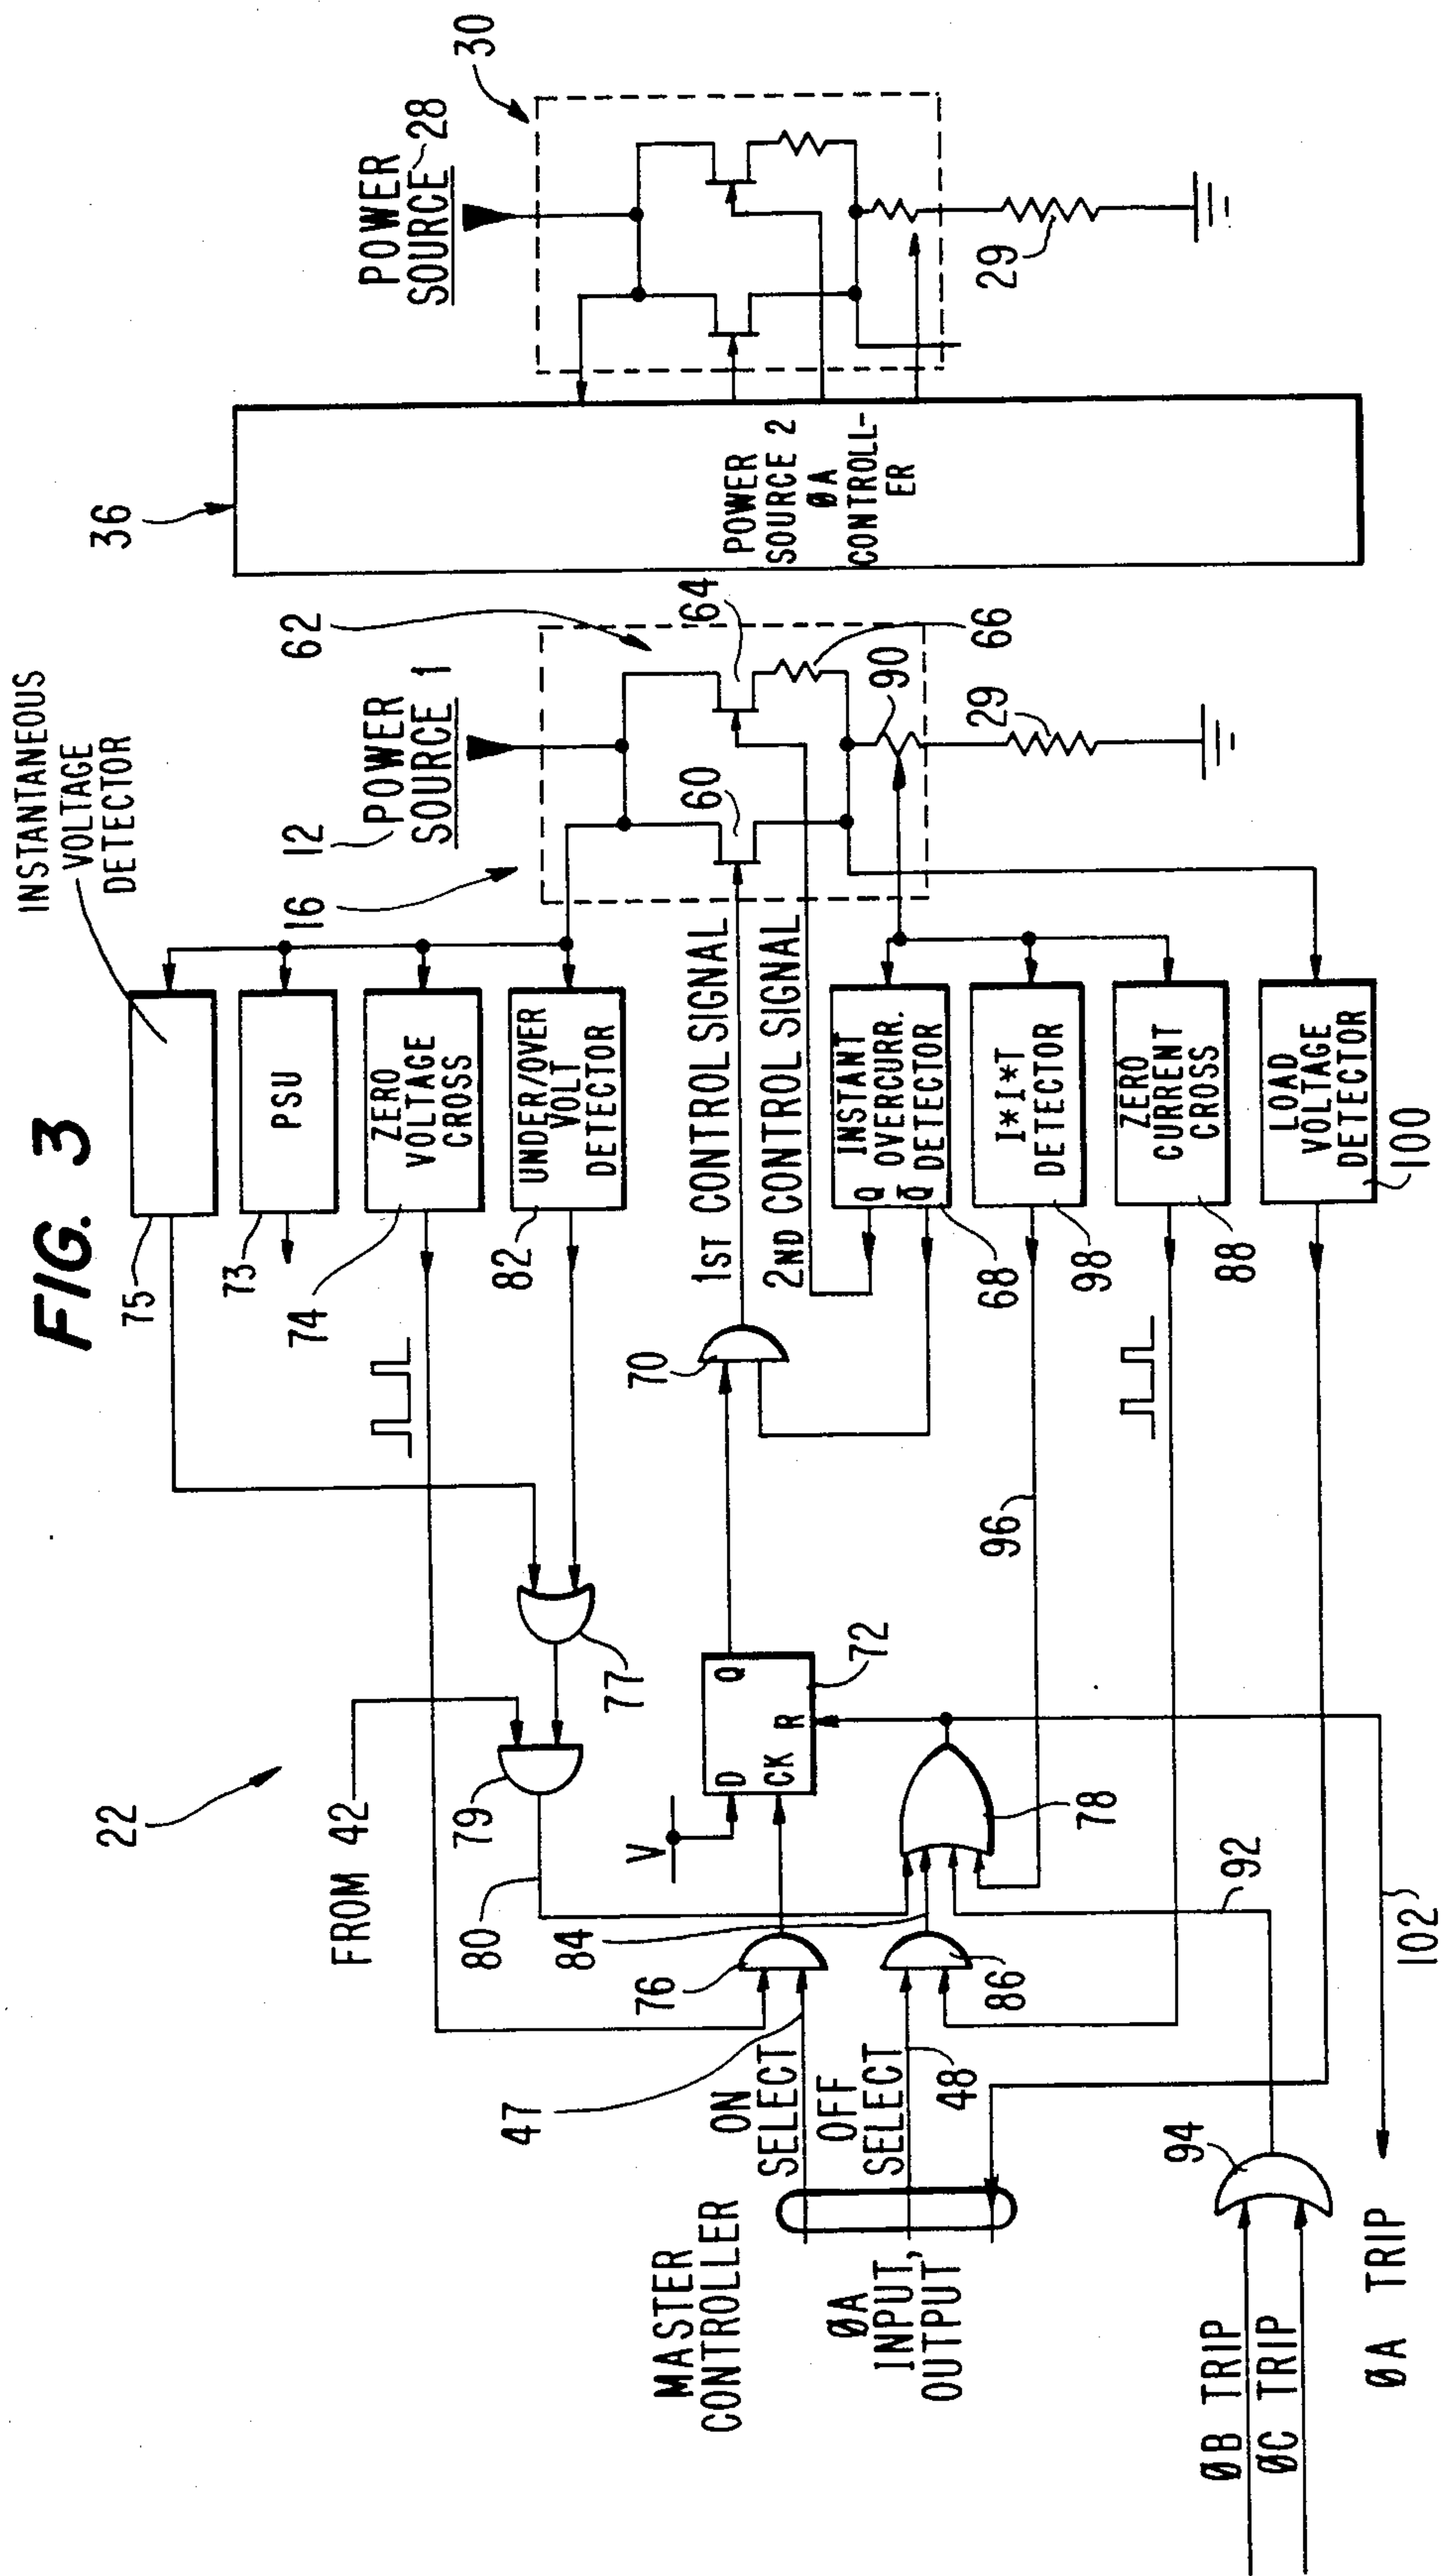 FIG. 3
INSTANTANEOUS
VOLTAGE
DETECTOR
75
PSU
73
ZERO
VOLTAGE
CROSS
74
UNDER/OVER
VOLT
DETECTOR
82
1ST CONTROL SIGNAL
2ND CONTROL SIGNAL
INSTANT
OVERCURR.
DETECTOR
Q
Q̅
68
I*I*T
DETECTOR
98
ZERO
CURRENT
CROSS
88
LOAD
VOLTAGE
DETECTOR
100
12
POWER
SOURCE 1
16
62
60
64
66
90
29
36
POWER
SOURCE 2
ØA
CONTROLL-
ER
POWER
SOURCE
28
30
29
22
FROM 42
79
77
80
70
V
D
Q
CK
R
72
76
84
86
78
96
92
47
ON
SELECT
OFF
SELECT
48
MASTER
CONTROLLER
ØA
INPUT,
OUTPUT
94
ØB TRIP
ØC TRIP
ØA TRIP
102